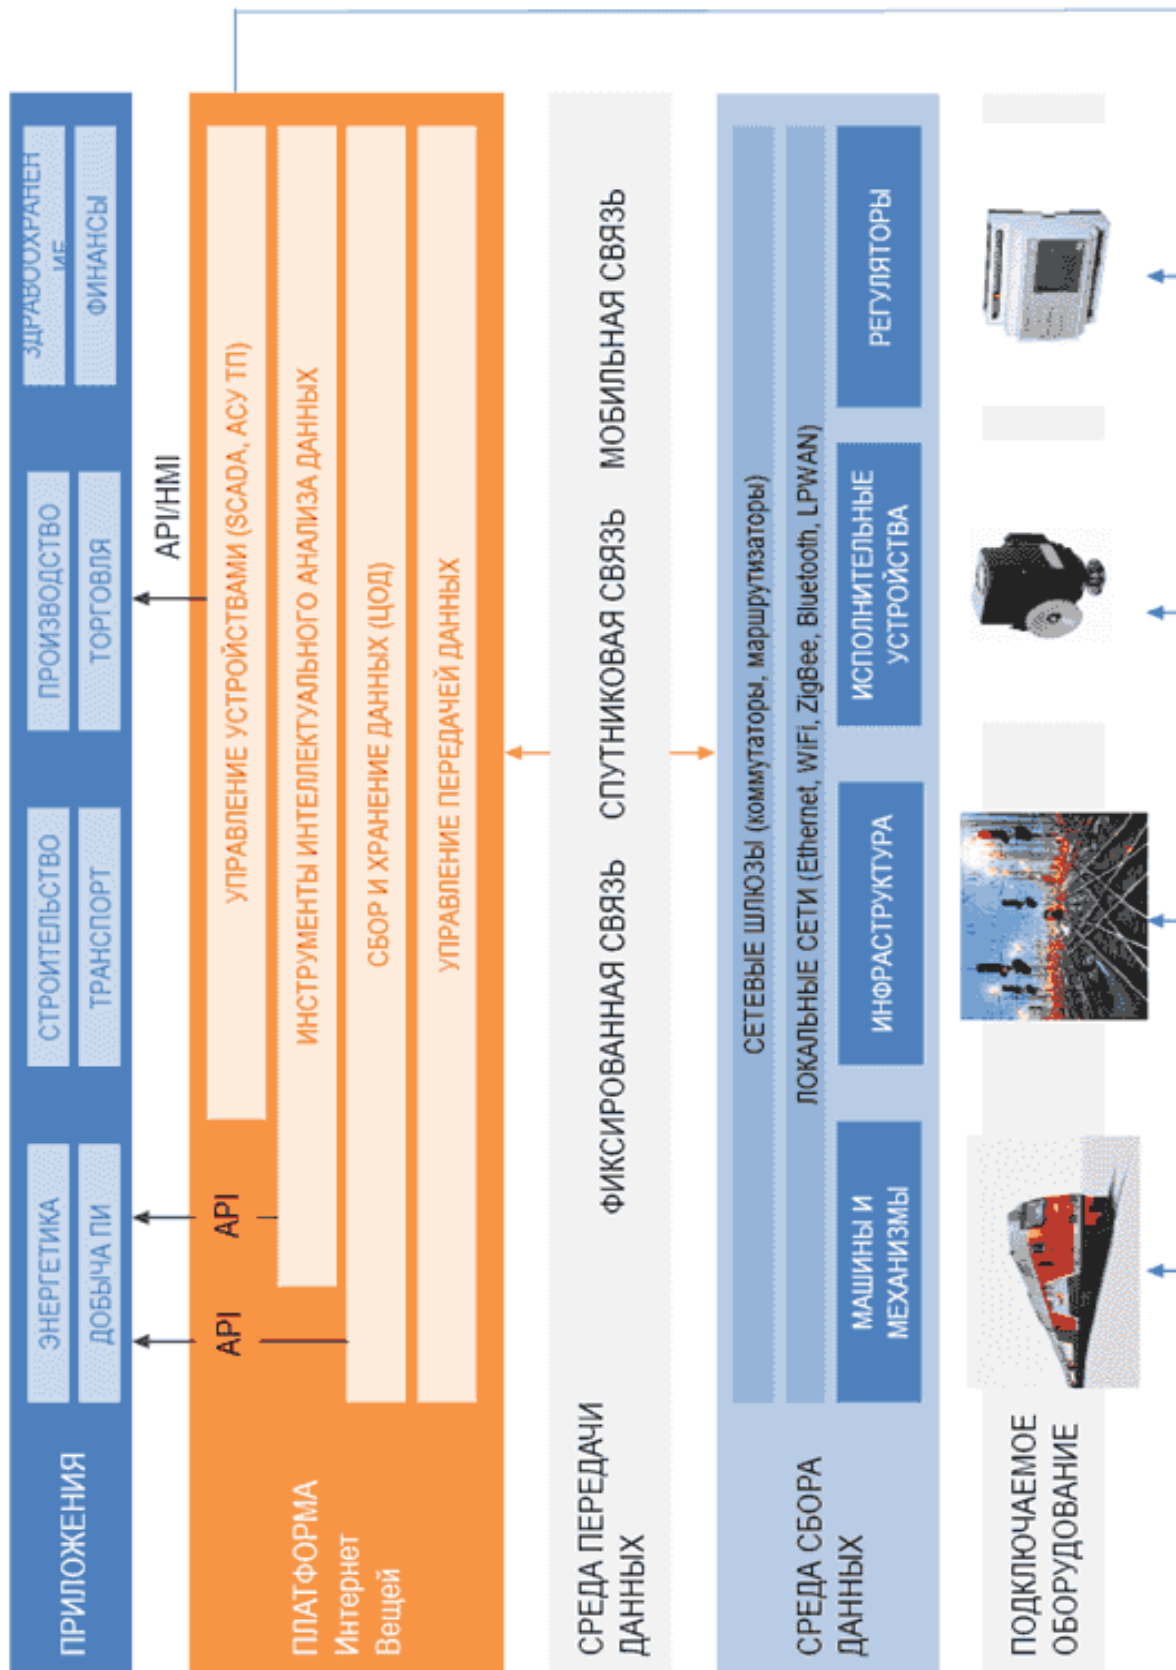 ПРИЛОЖЕНИЯ
ЭНЕРГЕТИКА
ДОБЫЧА ПИ
СТРОИТЕЛЬСТВО
ТРАНСПОРТ
ПРОИЗВОДСТВО
ТОРГОВЛЯ
ЗДРАВООХРАНЕН
ИЕ
ФИНАНСЫ
API/HMI
ПЛАТФОРМА
Интернет
Вещей
API
API
УПРАВЛЕНИЕ УСТРОЙСТВАМИ (SCADA, АСУ ТП)
ИНСТРУМЕНТЫ ИНТЕЛЛЕКТУАЛЬНОГО АНАЛИЗА ДАННЫХ
СБОР И ХРАНЕНИЕ ДАННЫХ (ЦОД)
УПРАВЛЕНИЕ ПЕРЕДАЧЕЙ ДАННЫХ
СРЕДА ПЕРЕДАЧИ
ДАННЫХ
ФИКСИРОВАННАЯ СВЯЗЬ СПУТНИКОВАЯ СВЯЗЬ МОБИЛЬНАЯ СВЯЗЬ
СРЕДА СБОРА
ДАННЫХ
СЕТЕВЫЕ ШЛЮЗЫ (коммутаторы, маршрутизаторы)
ЛОКАЛЬНЫЕ СЕТИ (Ethernet, WiFi, ZigBee, Bluetooth, LPWAN)
МАШИНЫ И
МЕХАНИЗМЫ
ИНФРАСТРУКТУРА
ИСПОЛНИТЕЛЬНЫЕ
УСТРОЙСТВА
РЕГУЛЯТОРЫ
ПОДКЛЮЧАЕМОЕ
ОБОРУДОВАНИЕ